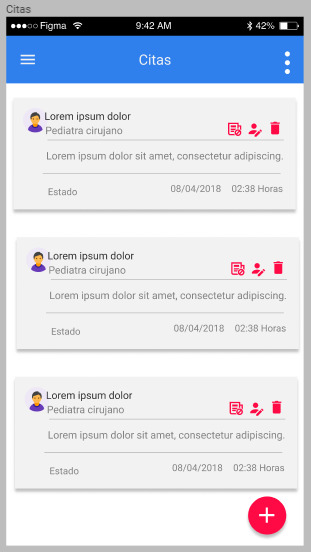 Citas
Figma
9:42 AM
42%
Citas
Lorem ipsum dolor
Pediatra cirujano
Lorem ipsum dolor sit amet, consectetur adipiscing.
Estado 08/04/2018 02:38 Horas
Lorem ipsum dolor
Pediatra cirujano
Lorem ipsum dolor sit amet, consectetur adipiscing.
Estado 08/04/2018 02:38 Horas
Lorem ipsum dolor
Pediatra cirujano
Lorem ipsum dolor sit amet, consectetur adipiscing.
Estado 08/04/2018 02:38 Horas